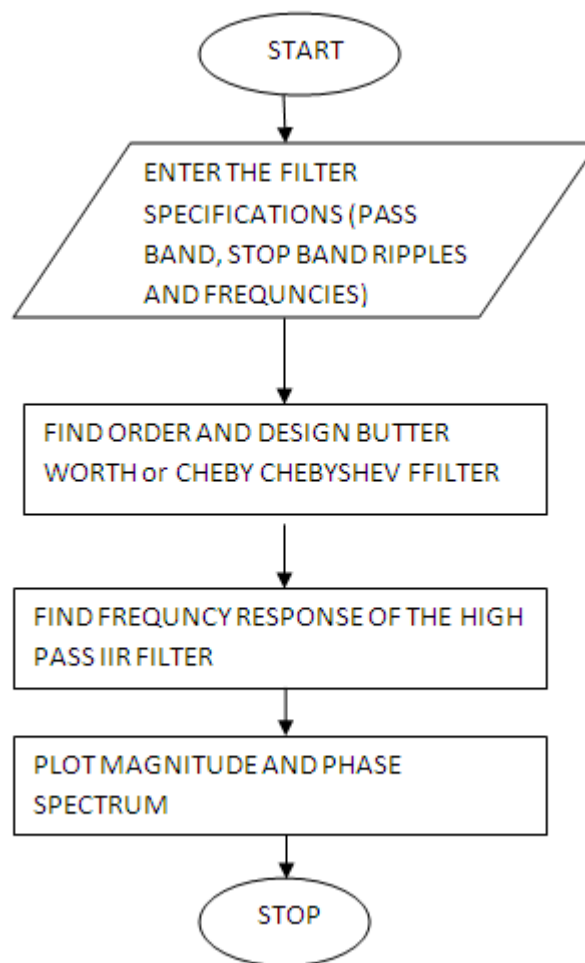 START
ENTER THE FILTER
SPECIFICATIONS (PASS
BAND, STOP BAND RIPPLES
AND FREQUNCIES)
FIND ORDER AND DESIGN BUTTER
WORTH or CHEBY CHEBYSHEV FFILTER
FIND FREQUNCY RESPONSE OF THE HIGH
PASS IIR FILTER
PLOT MAGNITUDE AND PHASE
SPECTRUM
STOP